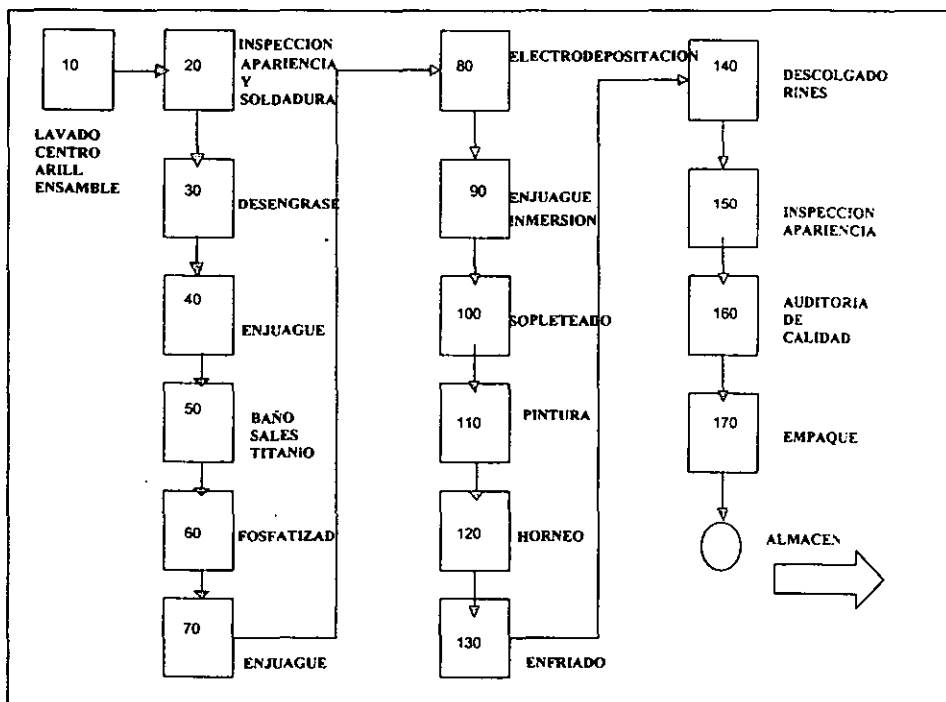 10
LAVADO
CENTRO
ARILL
ENSAMBLE
20
INSPECCION
APARIENCIA
Y
SOLDADURA
30
DESENGRASE
40
ENJUAGUE
50
BAÑO
SALES
TITANIO
60
FOSFATIZAD
70
ENJUAGUE
80
ELECTRODEPOSITACION
90
ENJUAGUE
INMERSION
100
SOPLETEADO
110
PINTURA
120
HORNEO
130
ENFRIADO
140
DESCOLGADO
RINES
150
INSPECCION
APARIENCIA
160
AUDITORIA
DE
CALIDAD
170
EMPAQUE
ALMACEN